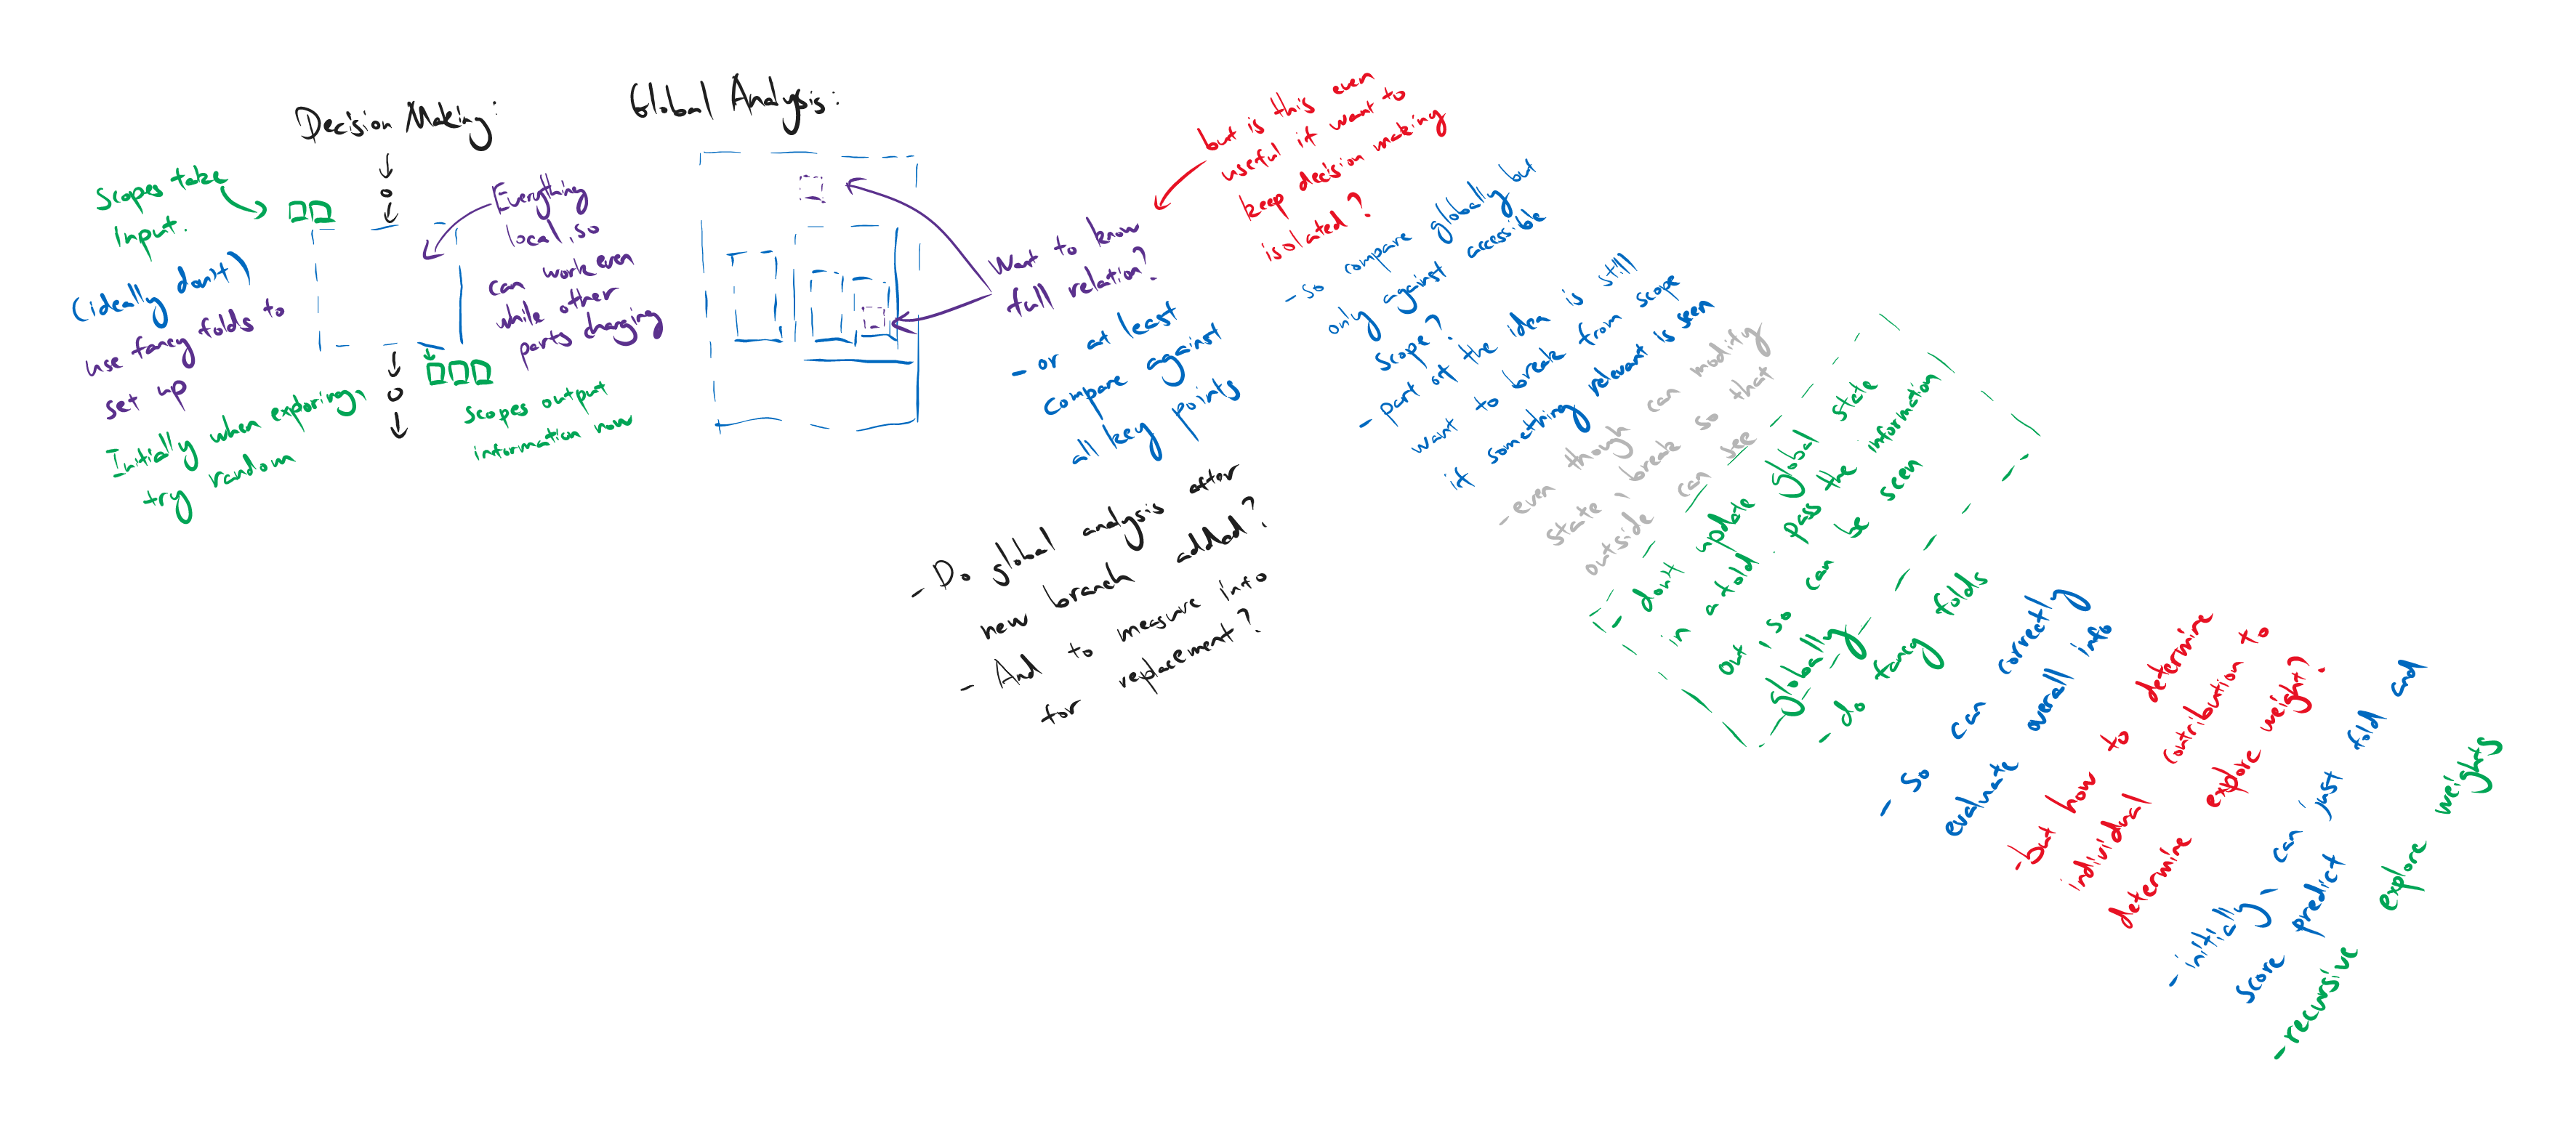 Decision Making:
Scopes take
input.
(ideally don't)
use fancy folds to
set up
Initially when exploring,
try random
Everything
local, so
can work even
while other
parts changing
Scopes output
information now
Global Analysis:
Want to know
full relation?
- or at least
compare against
all key points
- Do global analysis after
new branch added?
- And to measure info
for replacement?
but is this even
useful if want to
keep decision making
isolated?
- so compare globally but
only against accessible
scope?
- part of the idea is still
want to break from scope
if something relevant is seen
- even though can modify
state, break so that
outside can see
- don't update global state
in a fold, pass the information
out, so can be seen
globally
- do fancy folds
- so can correctly
evaluate overall info
- but how to determine
individual contribution to
determine explore weight?
- initially, can just fold and
score predict
- recursive explore weights